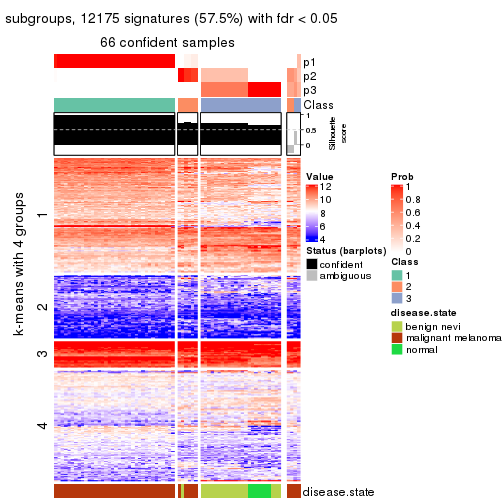 subgroups, 12175 signatures (57.5%) with fdr < 0.05
66 confident samples
p1
p2
p3
Class
1
0.5
0
Silhouette
score
k-means with 4 groups
1
2
3
4
disease.state
Value
12
10
8
6
4
Status (barplots)
confident
ambiguous
Prob
1
0.8
0.6
0.4
0.2
0
Class
1
2
3
disease.state
benign nevi
malignant melanoma
normal